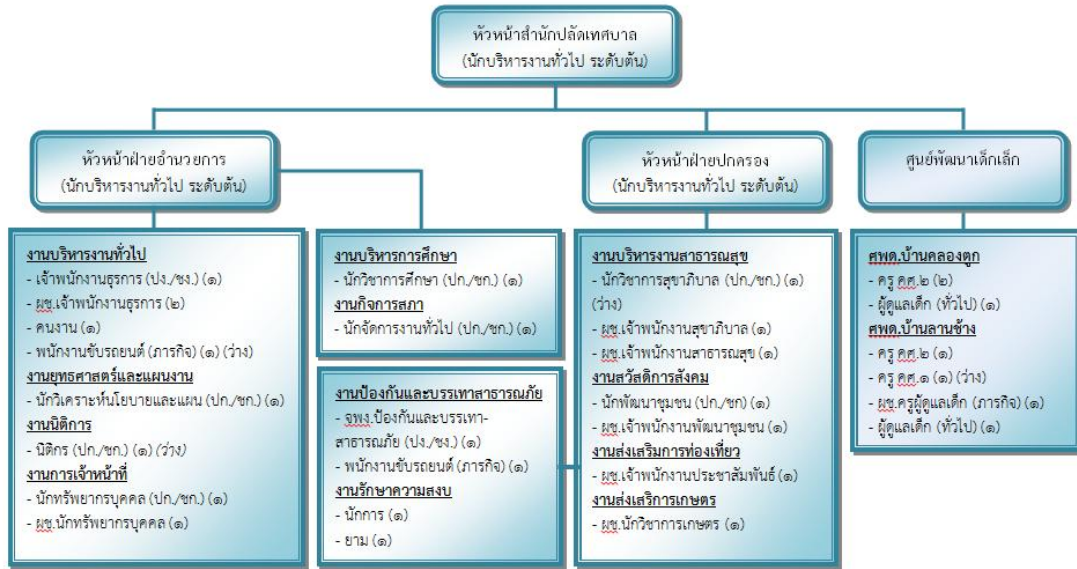 หัวหน้าสำนักปลัดเทศบาล
(นักบริหารงานทั่วไป ระดับต้น)
หัวหน้าฝ่ายอำนวยการ
(นักบริหารงานทั่วไป ระดับต้น)
หัวหน้าฝ่ายปกครอง
(นักบริหารงานทั่วไป ระดับต้น)
ศูนย์พัฒนาเด็กเล็ก
งานบริหารงานทั่วไป
- เจ้าพนักงานธุรการ (ปง./ชง.) (๑)
- ผช.เจ้าพนักงานธุรการ (๒)
- คนงาน (๑)
- พนักงานขับรถยนต์ (ภารกิจ) (๑) (ว่าง)
งานยุทธศาสตร์และแผนงาน
- นักวิเคราะห์นโยบายและแผน (ปก./ชก.) (๑)
งานนิติการ
- นิติกร (ปก./ชก.) (๑) (ว่าง)
งานการเจ้าหน้าที่
- นักทรัพยากรบุคคล (ปก./ชก.) (๑)
- ผช.นักทรัพยากรบุคคล (๑)
งานบริหารการศึกษา
- นักวิชาการศึกษา (ปก./ชก.) (๑)
งานกิจการสภา
- นักจัดการงานทั่วไป (ปก./ชก.) (๑)
งานป้องกันและบรรเทาสาธารณภัย
- จพง.ป้องกันและบรรเทา-
สาธารณภัย (ปง./ชง.) (๑)
- พนักงานขับรถยนต์ (ภารกิจ) (๑)
งานรักษาความสงบ
- นักการ (๑)
- ยาม (๑)
งานบริหารงานสาธารณสุข
- นักวิชาการสุขาภิบาล (ปก./ชก.) (๑)
(ว่าง)
- ผช.เจ้าพนักงานสุขาภิบาล (๑)
- ผช.เจ้าพนักงานสาธารณสุข (๑)
งานสวัสดิการสังคม
- นักพัฒนาชุมชน (ปก./ชก) (๑)
- ผช.เจ้าพนักงานพัฒนาชุมชน (๑)
งานส่งเสริมการท่องเที่ยว
- ผช.เจ้าพนักงานประชาสัมพันธ์ (๑)
งานส่งเสริการเกษตร
- ผช.นักวิชาการเกษตร (๑)
ศพด.บ้านคลองตูก
- ครู คศ.๒ (๒)
- ผู้ดูแลเด็ก (ทั่วไป) (๑)
ศพด.บ้านลานช้าง
- ครู คศ.๒ (๑)
- ครู คศ.๑ (๑) (ว่าง)
- ผช.ครูผู้ดูแลเด็ก (ภารกิจ) (๑)
- ผู้ดูแลเด็ก (ทั่วไป) (๑)